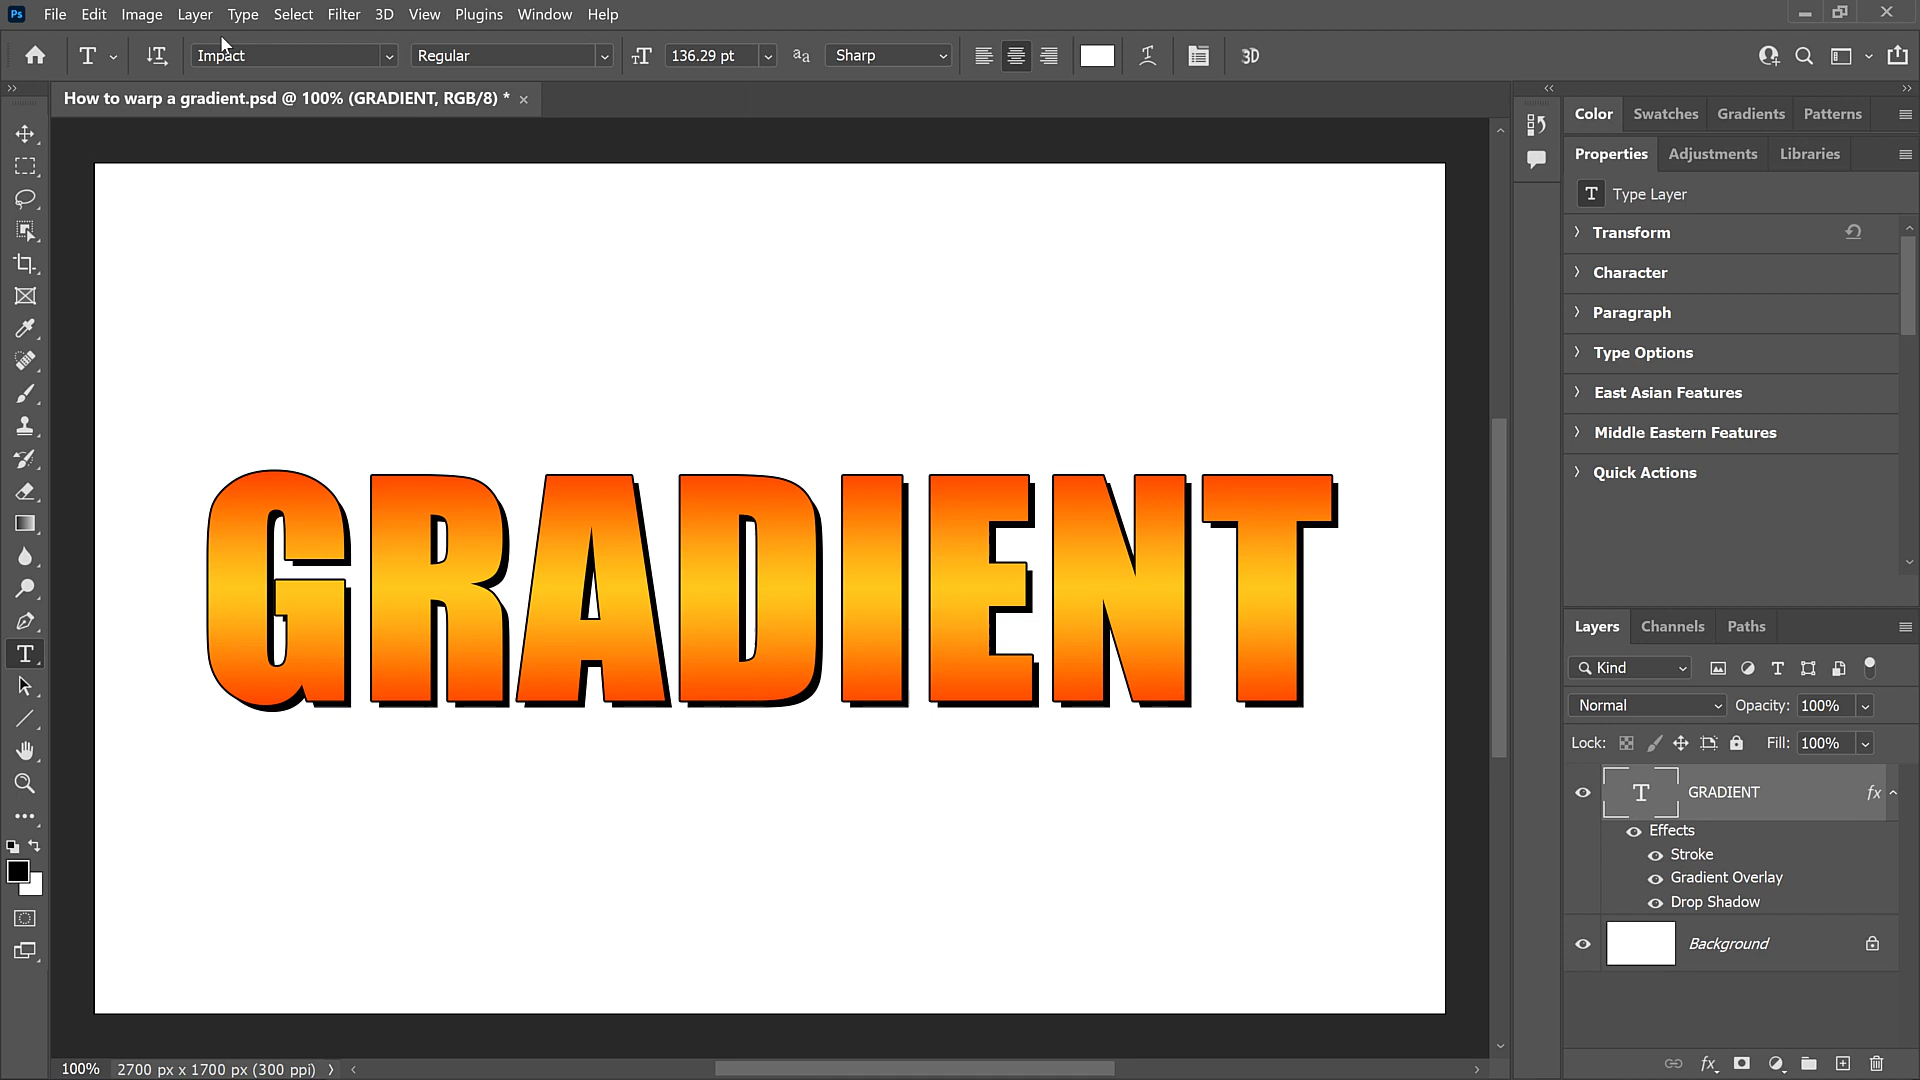 Ps File Edit Image Layer Type Select Filter 3D View Plugins Window Help
Impact Regular 136.29 pt aa Sharp 3D
How to warp a gradient.psd @ 100% (GRADIENT, RGB/8) *
Color Swatches Gradients Patterns
Properties Adjustments Libraries
T Type Layer
Transform
Character
Paragraph
Type Options
East Asian Features
Middle Eastern Features
Quick Actions
GRADIENT
Layers Channels Paths
Kind
Normal Opacity: 100%
Lock: Fill: 100%
T GRADIENT fx
Effects
Stroke
Gradient Overlay
Drop Shadow
Background
fx
100% 2700 px x 1700 px (300 ppi)